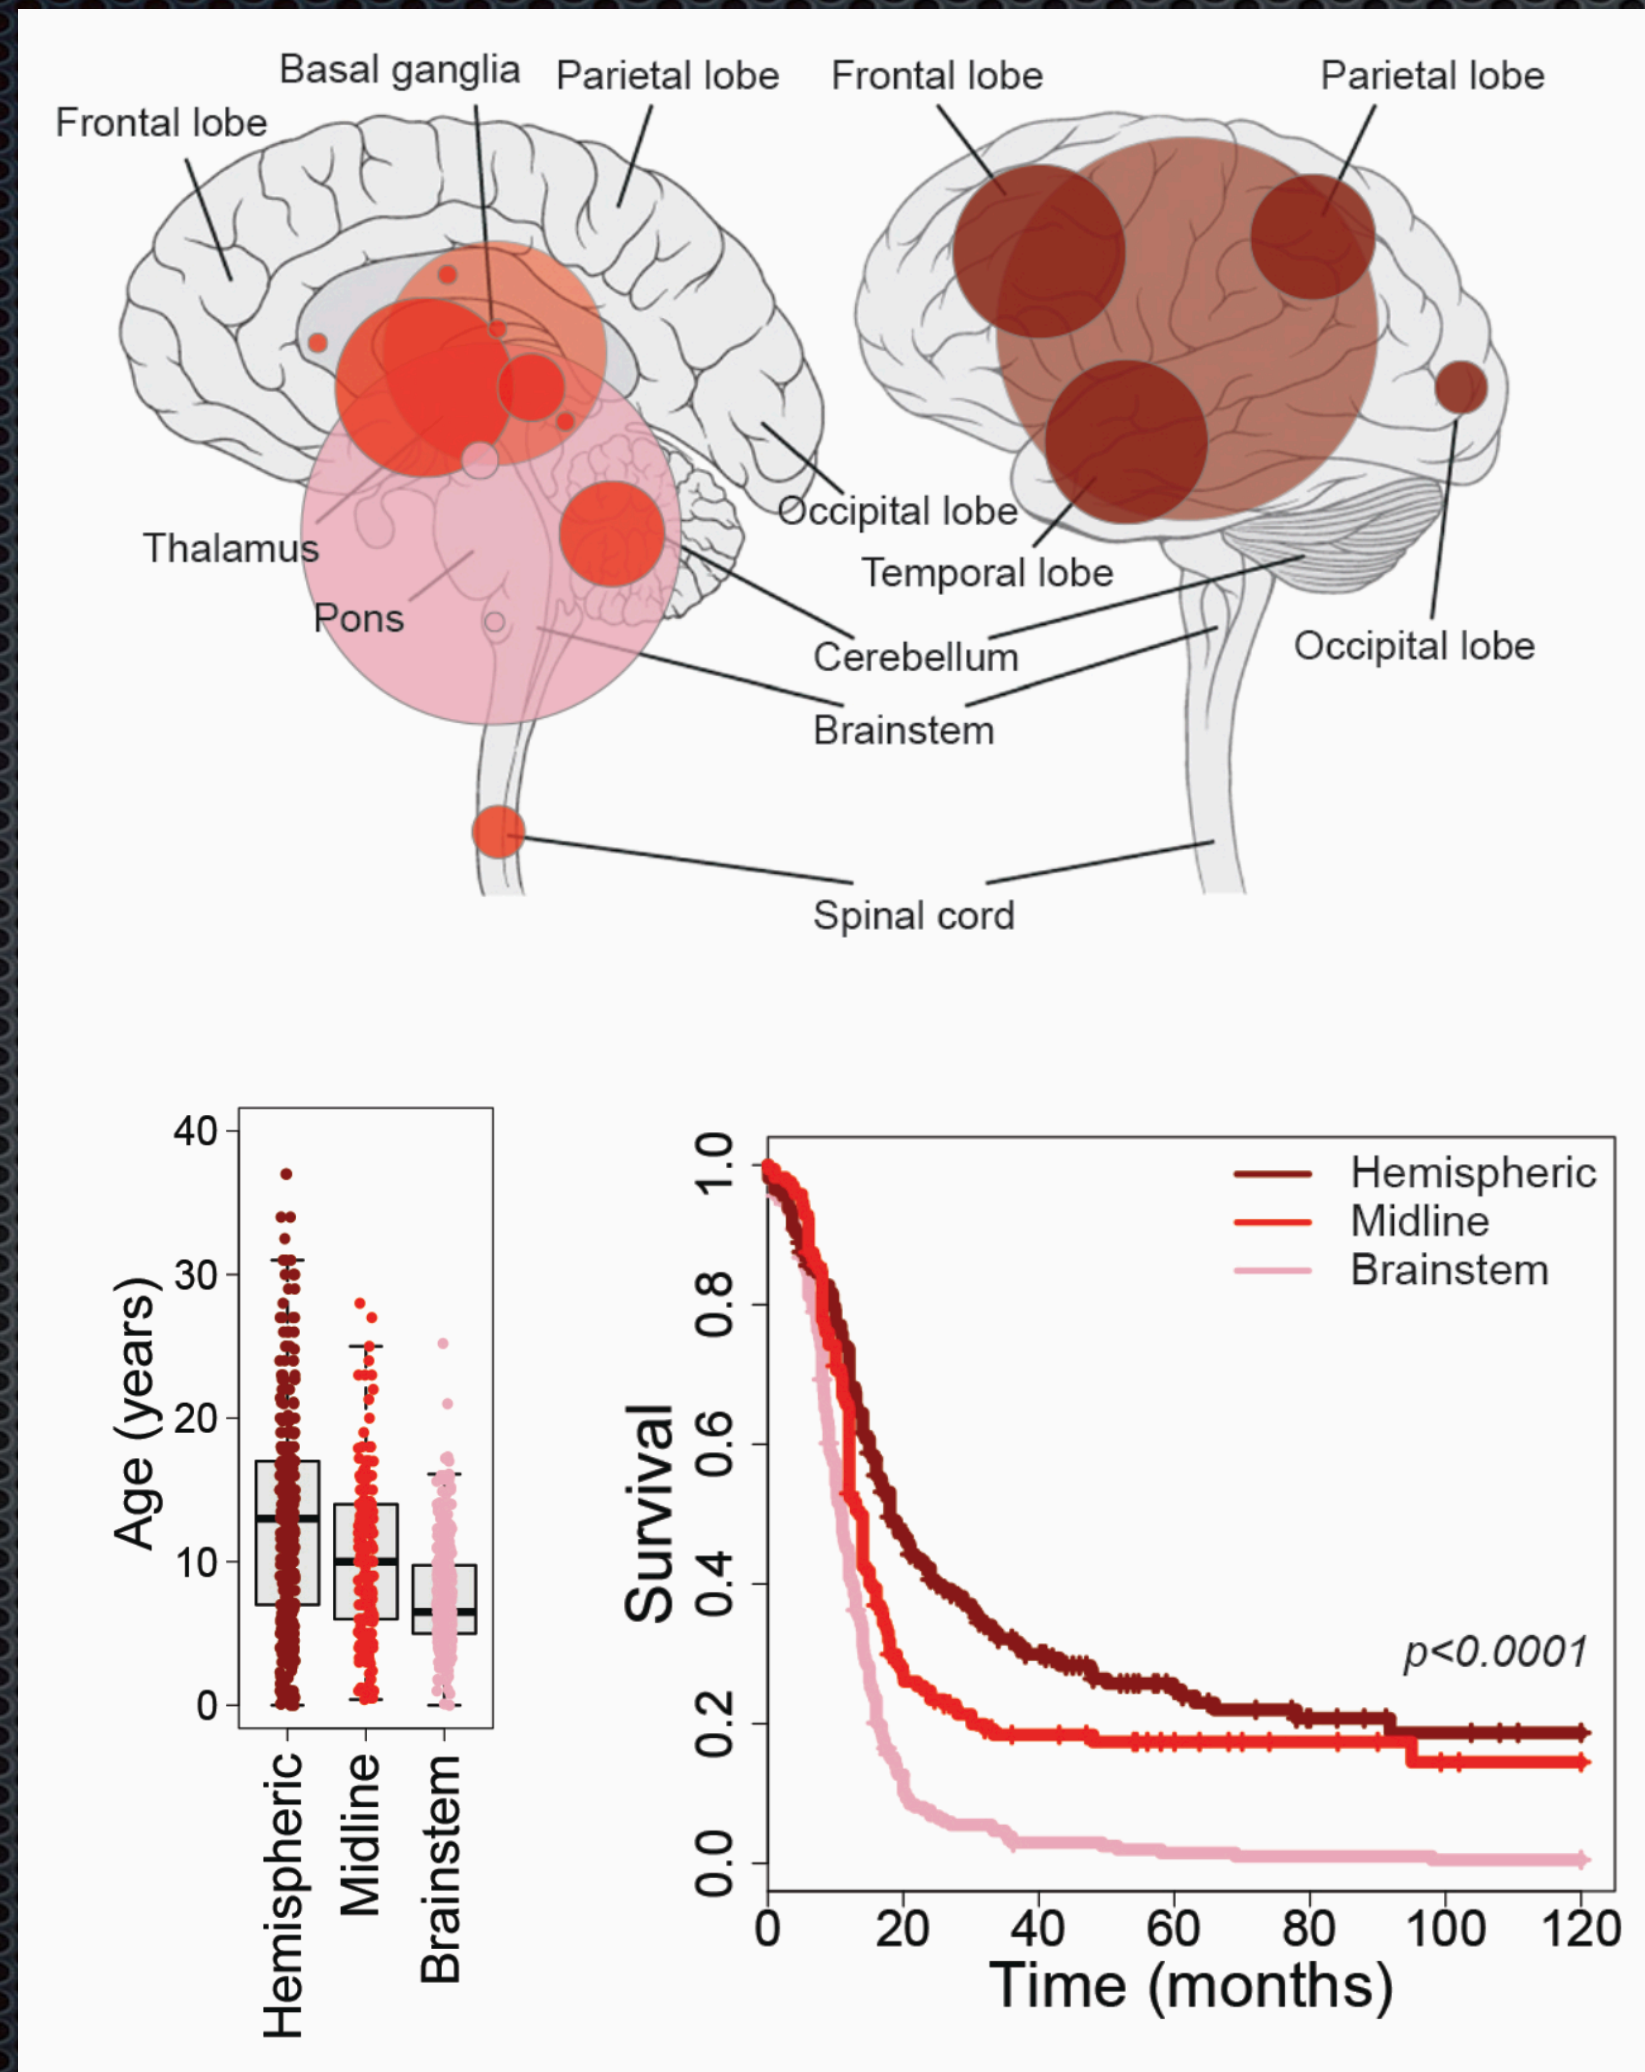 Basal ganglia
Parietal lobe
Frontal lobe
Parietal lobe
Frontal lobe
Occipital lobe
Thalamus
Temporal lobe
Pons
Cerebellum
Occipital lobe
Brainstem
Spinal cord
Age (years)
40
30
20
10
0
Hemispheric
Midline
Brainstem
Survival
1.0
0.8
0.6
0.4
0.2
0.0
Hemispheric
Midline
Brainstem
p<0.0001
0 20 40 60 80 100 120
Time (months)